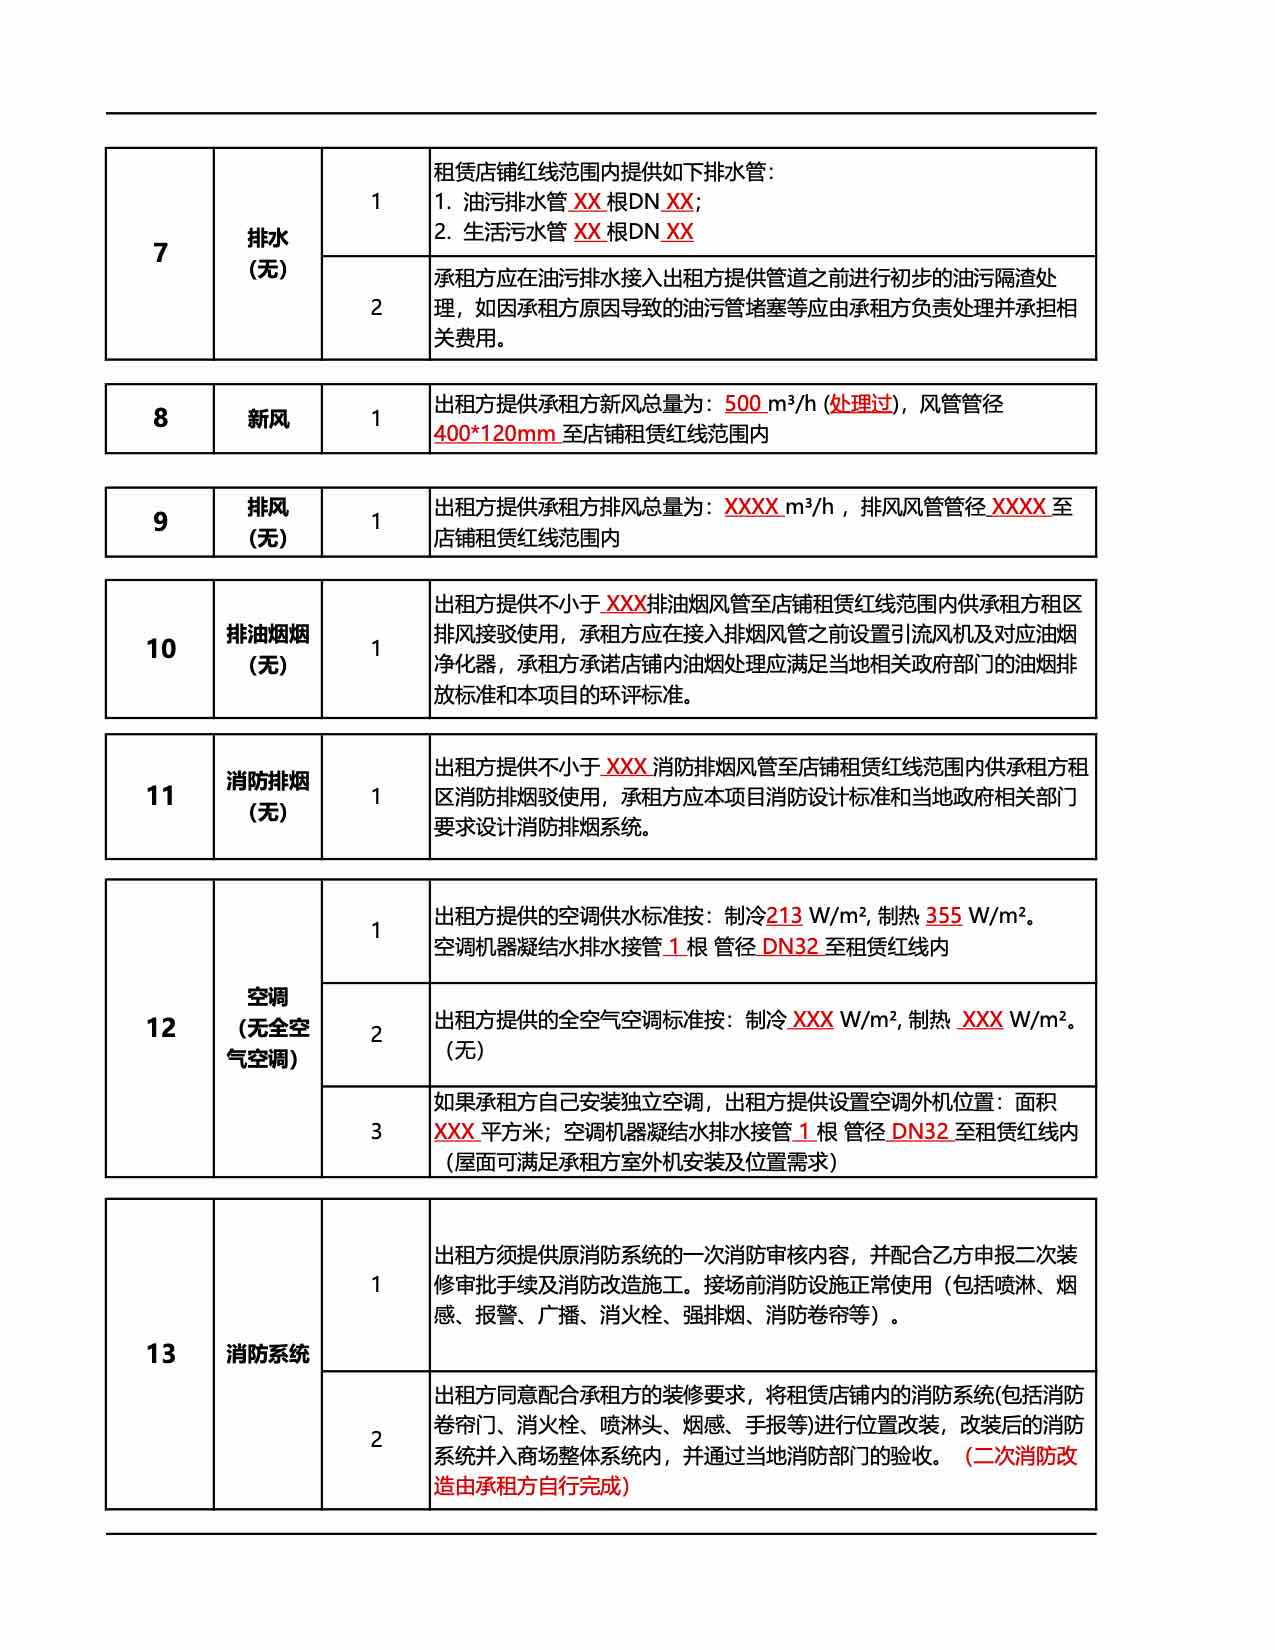 7
排水
(无)
1
租赁店铺红线范围内提供如下排水管：
1. 油污排水管 XX 根DN XX；
2. 生活污水管 XX 根DN XX
2
承租方应在油污排水接入出租方提供管道之前进行初步的油污隔渣处
理，如因承租方原因导致的油污管堵塞等应由承租方负责处理并承担相
关费用。
8
新风
1
出租方提供承租方新风总量为：500 m³/h (处理过)，风管管径
400*120mm 至店铺租赁红线范围内
9
排风
(无)
1
出租方提供承租方排风总量为：XXXX m³/h ，排风风管管径 XXXX 至
店铺租赁红线范围内
10
排油烟烟
(无)
1
出租方提供不小于 XXX排油烟风管至店铺租赁红线范围内供承租方租区
排风接驳使用，承租方应在接入排烟风管之前设置引流风机及对应油烟
净化器，承租方承诺店铺内油烟处理应满足当地相关政府部门的油烟排
放标准和本项目的环评标准。
11
消防排烟
(无)
1
出租方提供不小于 XXX 消防排烟风管至店铺租赁红线范围内供承租方租
区消防排烟驳使用，承租方应本项目消防设计标准和当地政府相关部门
要求设计消防排烟系统。
12
空调
（无全空
气空调）
1
出租方提供的空调供水标准按：制冷213 W/m², 制热 355 W/m²。
空调机器凝结水排水接管 1 根 管径 DN32 至租赁红线内
2
出租方提供的全空气空调标准按：制冷 XXX W/m², 制热 XXX W/m²。
（无）
3
如果承租方自己安装独立空调，出租方提供设置空调外机位置：面积
XXX 平方米；空调机器凝结水排水接管 1 根 管径 DN32 至租赁红线内
（屋面可满足承租方室外机安装及位置需求）
13
消防系统
1
出租方须提供原消防系统的一次消防审核内容，并配合乙方申报二次装
修审批手续及消防改造施工。接场前消防设施正常使用（包括喷淋、烟
感、报警、广播、消火栓、强排烟、消防卷帘等）。
2
出租方同意配合承租方的装修要求，将租赁店铺内的消防系统(包括消防
卷帘门、消火栓、喷淋头、烟感、手报等)进行位置改装，改装后的消防
系统并入商场整体系统内，并通过当地消防部门的验收。（二次消防改
造由承租方自行完成）